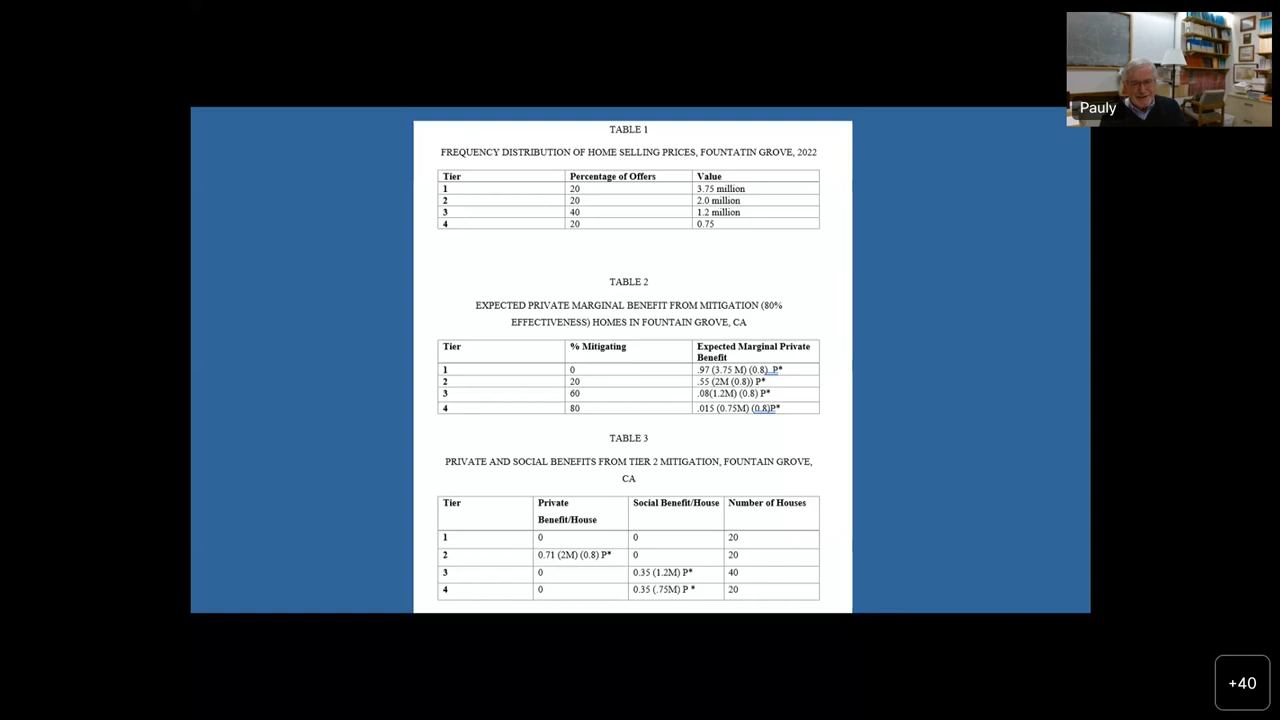 Pauly
TABLE 1
FREQUENCY DISTRIBUTION OF HOME SELLING PRICES, FOUNTATIN GROVE, 2022
Tier Percentage of Offers Value
1 20 3.75 million
2 20 2.0 million
3 40 1.2 million
4 20 0.75
TABLE 2
EXPECTED PRIVATE MARGINAL BENEFIT FROM MITIGATION (80%
EFFECTIVENESS) HOMES IN FOUNTAIN GROVE, CA
Tier % Mitigating Expected Marginal Private
Benefit
1 0 .97 (3.75 M) (0.8) P*
2 20 .55 (2M (0.8)) P*
3 60 .08(1.2M) (0.8) P*
4 80 .015 (0.75M) (0.8)P*
TABLE 3
PRIVATE AND SOCIAL BENEFITS FROM TIER 2 MITIGATION, FOUNTAIN GROVE,
CA
Tier Private Social Benefit/House Number of Houses
Benefit/House
1 0 0 20
2 0.71 (2M) (0.8) P* 0 20
3 0 0.35 (1.2M) P* 40
4 0 0.35 (.75M) P * 20
+40